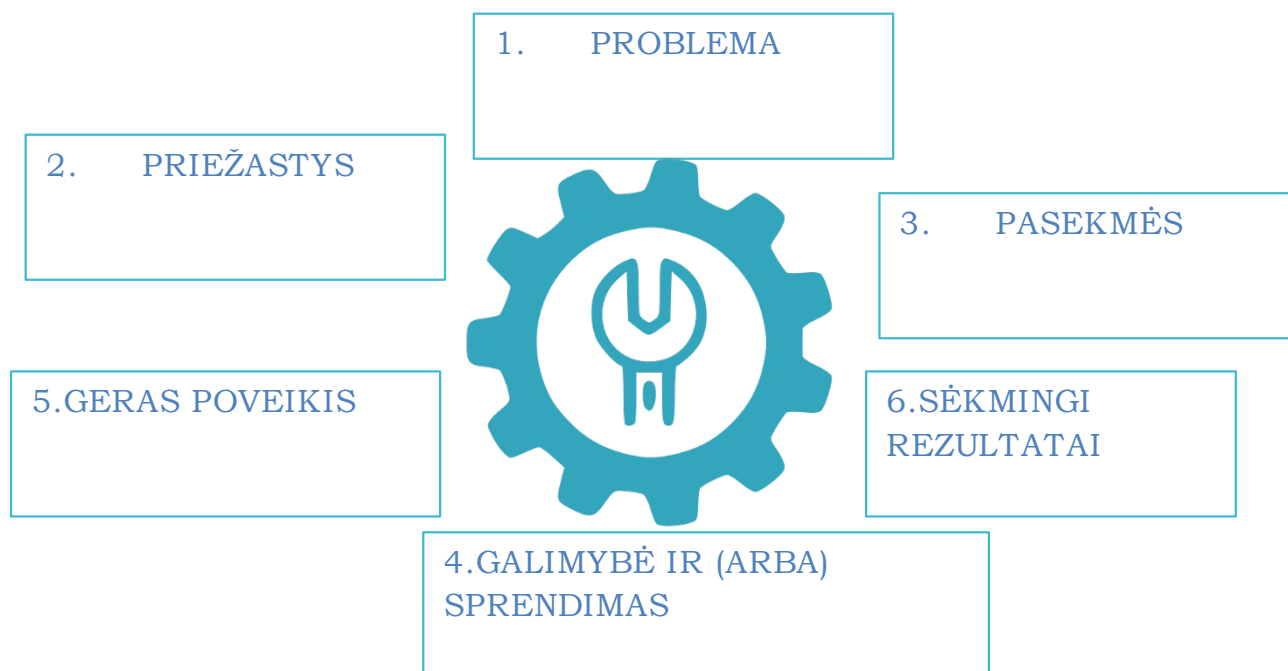 1. PROBLEMA
2. PRIEŽASTYS
3. PASEKMĖS
5.GERAS POVEIKIS
6.SĖKMINGI
REZULTATAI
4.GALIMYBĖ IR (ARBA)
SPRENDIMAS